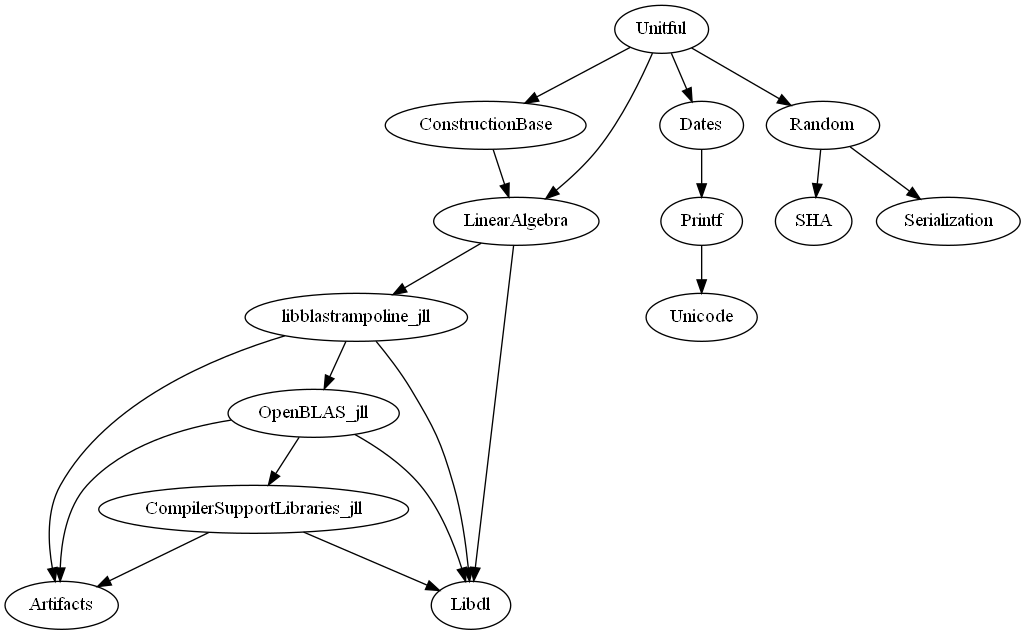 Unitful
ConstructionBase
Dates
Random
LinearAlgebra
Printf
SHA
Serialization
libblastrampoline_jll
Unicode
OpenBLAS_jll
CompilerSupportLibraries_jll
Artifacts
Libdl